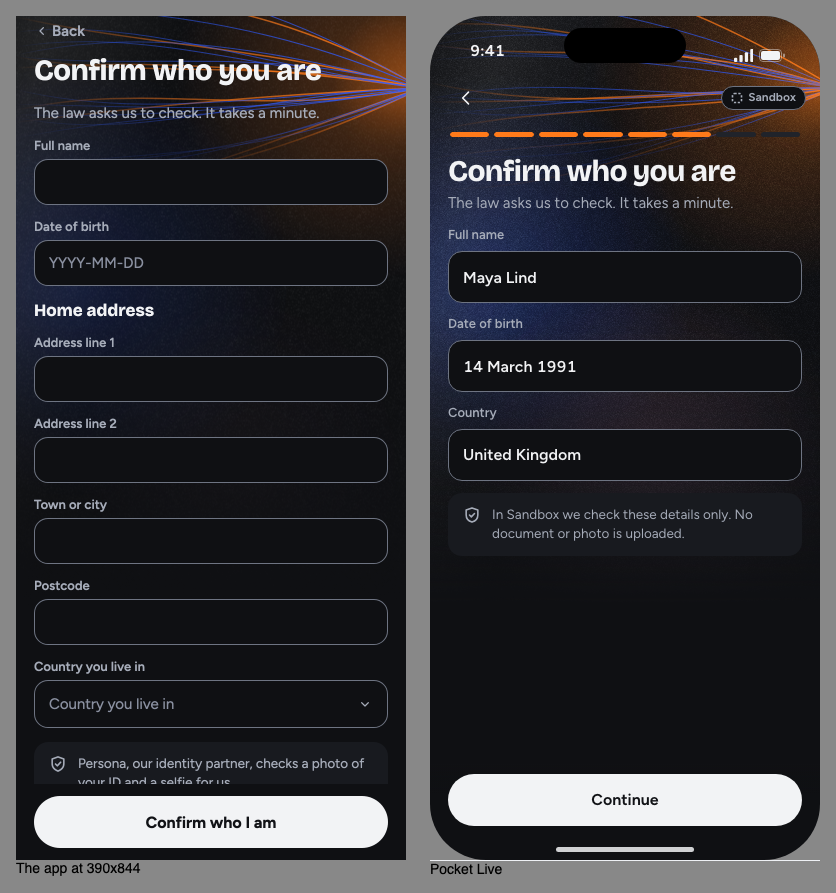 Back
Confirm who you are
The law asks us to check. It takes a minute.
Full name
Date of birth
YYYY-MM-DD
Home address
Address line 1
Address line 2
Town or city
Postcode
Country you live in
Country you live in
Persona, our identity partner, checks a photo of
your ID and a selfie for us.
Confirm who I am
The app at 390x844
9:41
Sandbox
Confirm who you are
The law asks us to check. It takes a minute.
Full name
Maya Lind
Date of birth
14 March 1991
Country
United Kingdom
In Sandbox we check these details only. No
document or photo is uploaded.
Continue
Pocket Live